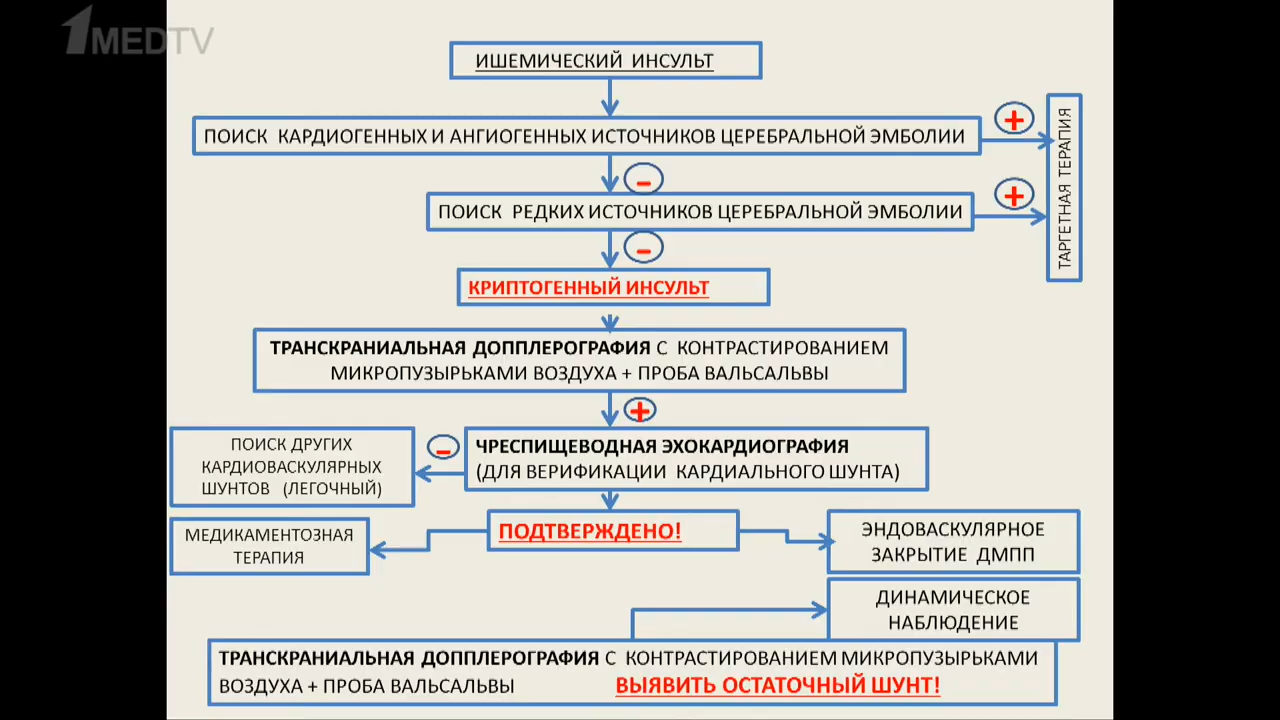 1MEDTV
ИШЕМИЧЕСКИЙ ИНСУЛЬТ
ПОИСК КАРДИОГЕННЫХ И АНГИОГЕННЫХ ИСТОЧНИКОВ ЦЕРЕБРАЛЬНОЙ ЭМБОЛИИ
+
ТАРГЕТНАЯ ТЕРАПИЯ
–
ПОИСК РЕДКИХ ИСТОЧНИКОВ ЦЕРЕБРАЛЬНОЙ ЭМБОЛИИ
+
–
КРИПТОГЕННЫЙ ИНСУЛЬТ
ТРАНСКРАНИАЛЬНАЯ ДОППЛЕРОГРАФИЯ С КОНТРАСТИРОВАНИЕМ
МИКРОПУЗЫРЬКАМИ ВОЗДУХА + ПРОБА ВАЛЬСАЛЬВЫ
+
ПОИСК ДРУГИХ
КАРДИОВАСКУЛЯРНЫХ
ШУНТОВ (ЛЕГОЧНЫЙ)
–
ЧРЕСПИЩЕВОДНАЯ ЭХОКАРДИОГРАФИЯ
(ДЛЯ ВЕРИФИКАЦИИ КАРДИАЛЬНОГО ШУНТА)
МЕДИКАМЕНТОЗНАЯ
ТЕРАПИЯ
ПОДТВЕРЖДЕНО!
ЭНДОВАСКУЛЯРНОЕ
ЗАКРЫТИЕ ДМПП
ДИНАМИЧЕСКОЕ
НАБЛЮДЕНИЕ
ТРАНСКРАНИАЛЬНАЯ ДОППЛЕРОГРАФИЯ С КОНТРАСТИРОВАНИЕМ МИКРОПУЗЫРЬКАМИ
ВОЗДУХА + ПРОБА ВАЛЬСАЛЬВЫ ВЫЯВИТЬ ОСТАТОЧНЫЙ ШУНТ!